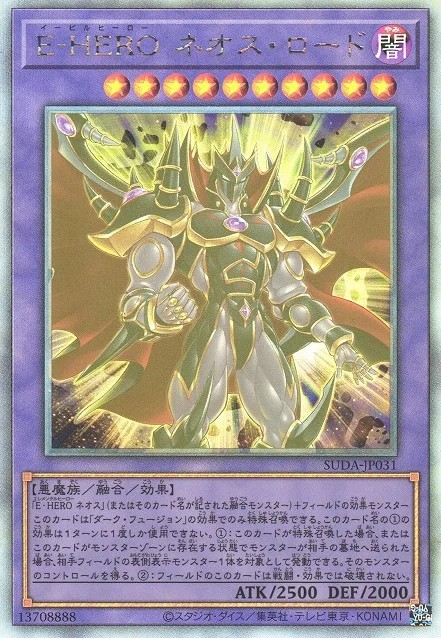 イービルヒーロー
E-HERO ネオス・ロード
やみ
闇
SUDA-JP031
【悪魔族／融合／効果】
「E・HERO ネオス」(またはそのカード名が記された融合モンスター)＋フィールドの効果モンスター
このカードは「ダーク・フュージョン」の効果でのみ特殊召喚できる。このカード名の①の
効果は1ターンに1度しか使用できない。①：このカードが特殊召喚した場合、または
このカードがモンスターゾーンに存在する状態でモンスターが相手の墓地へ送られた
場合、相手フィールドの表側表示モンスター1体を対象として発動できる。そのモンスター
のコントロールを得る。②：フィールドのこのカードは戦闘・効果では破壊されない。
ATK/2500 DEF/2000
13708888
©スタジオ・ダイス／集英社・テレビ東京・KONAMI